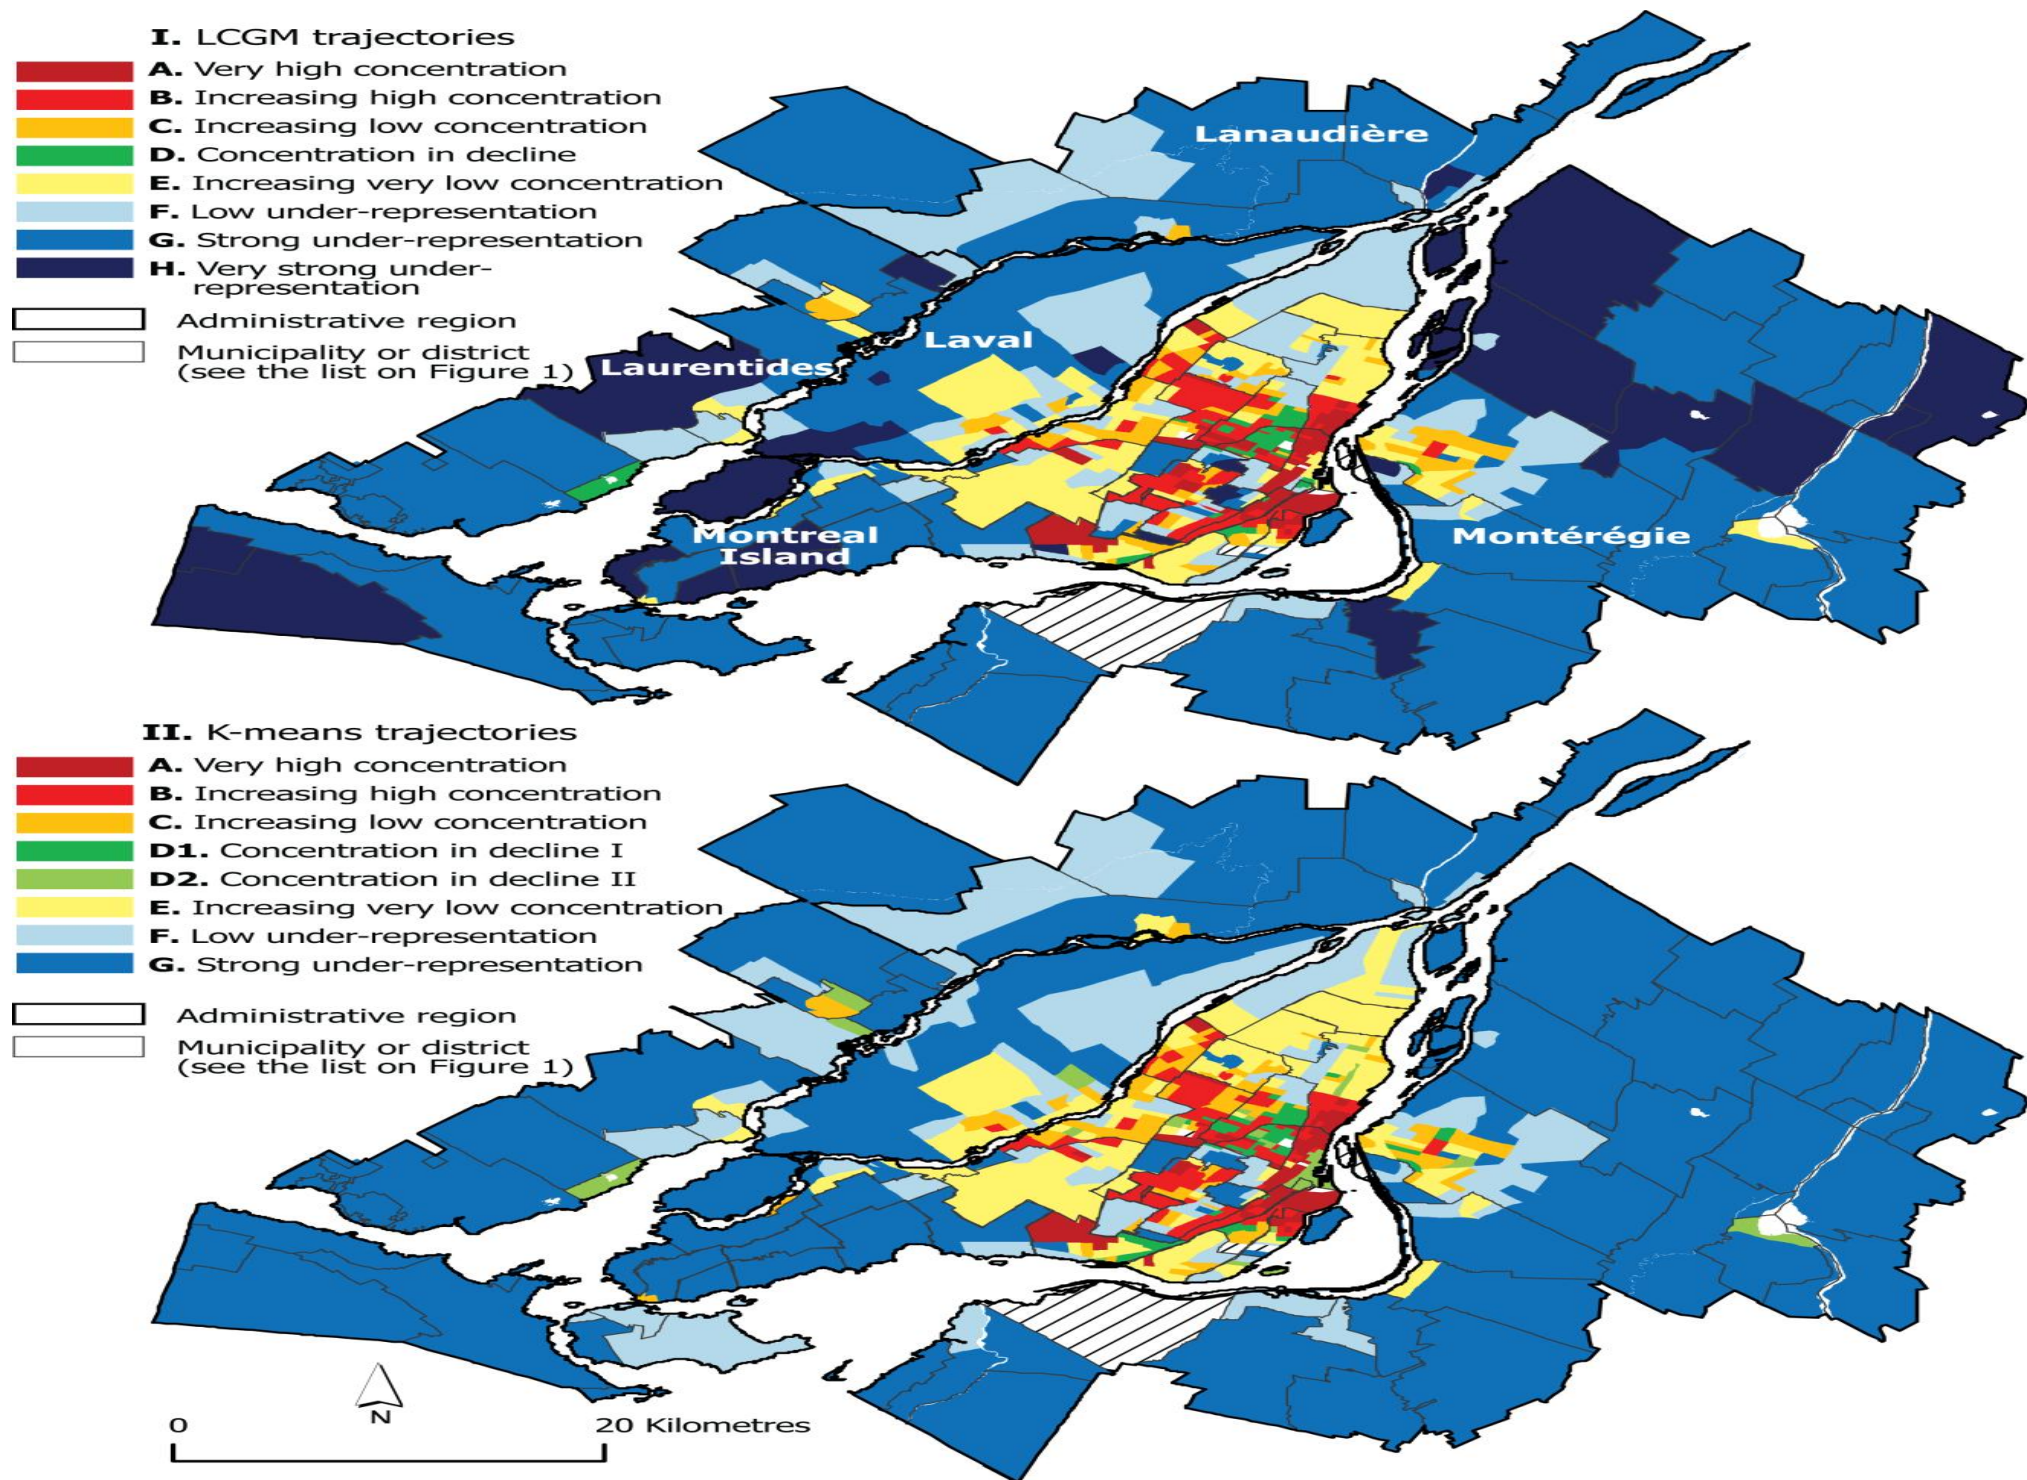 I. LCGM trajectories
A. Very high concentration
B. Increasing high concentration
C. Increasing low concentration
D. Concentration in decline
E. Increasing very low concentration
F. Low under-representation
G. Strong under-representation
H. Very strong under-
representation
Administrative region
Municipality or district
(see the list on Figure 1)
Lanaudière
Laval
Laurentides
Montreal
Island
Montérégie
II. K-means trajectories
A. Very high concentration
B. Increasing high concentration
C. Increasing low concentration
D1. Concentration in decline I
D2. Concentration in decline II
E. Increasing very low concentration
F. Low under-representation
G. Strong under-representation
Administrative region
Municipality or district
(see the list on Figure 1)
N
0 20 Kilometres